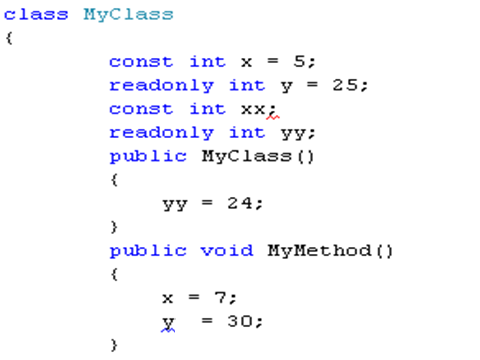 class MyClass
{
const int x = 5;
readonly int y = 25;
const int xx;
readonly int yy;
public MyClass()
{
yy = 24;
}
public void MyMethod()
{
x = 7;
y  = 30;
}